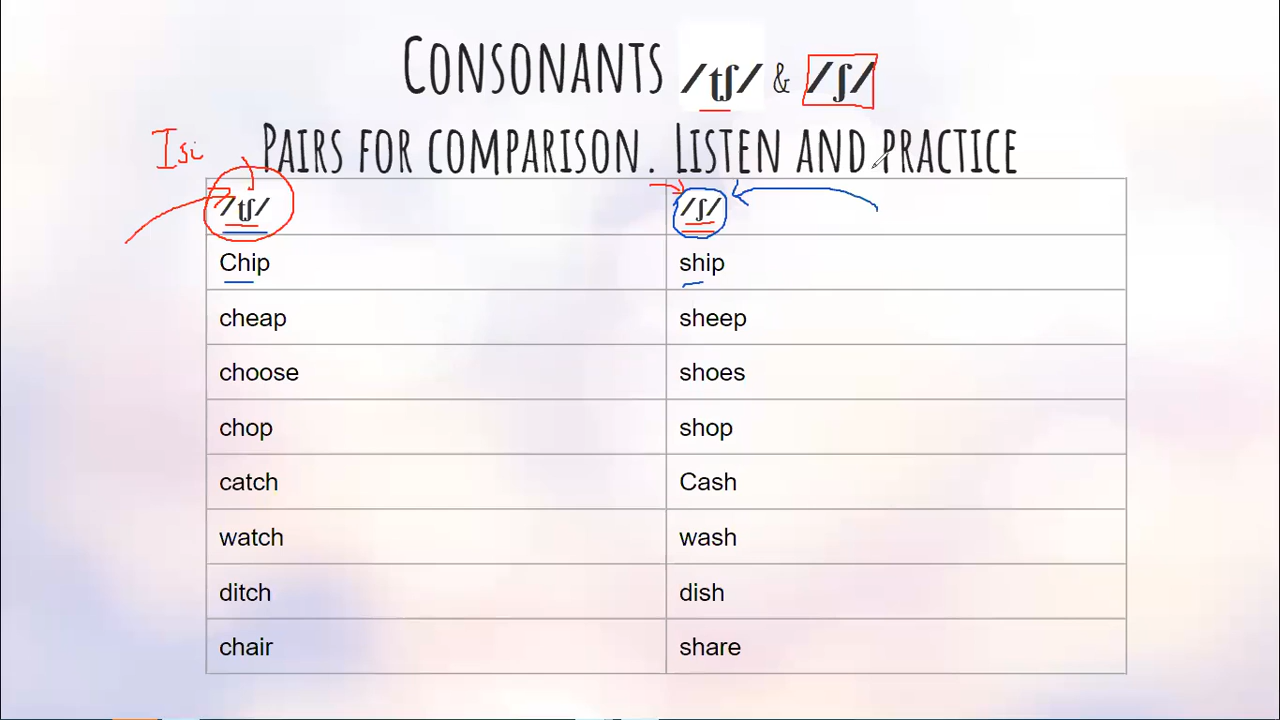 CONSONANTS /tʃ/ & /ʃ/
PAIRS FOR COMPARISON. LISTEN AND PRACTICE
/tʃ/ /ʃ/
Chip ship
cheap sheep
choose shoes
chop shop
catch Cash
watch wash
ditch dish
chair share